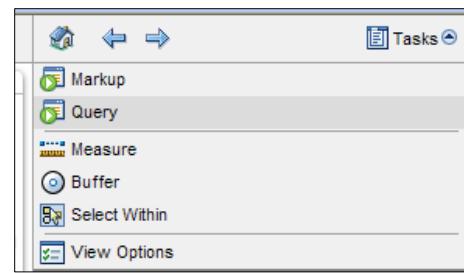 Tasks
Markup
Query
Measure
Buffer
Select Within
View Options